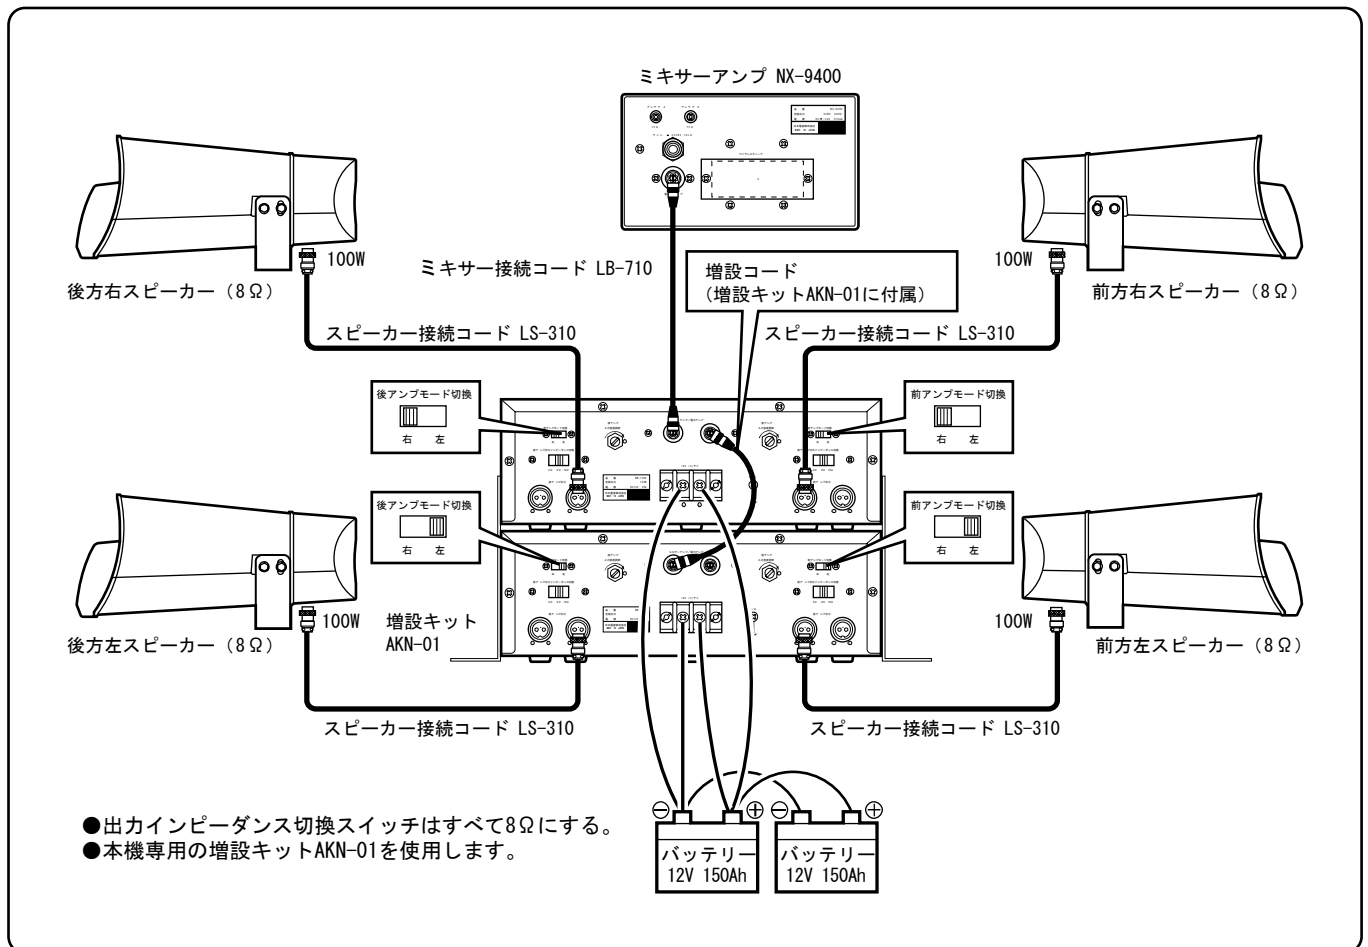 ミキサーアンプ NX-9400
100W
後方右スピーカー（8Ω）
ミキサー接続コード LB-710
増設コード
（増設キットAKN-01に付属）
100W
前方右スピーカー（8Ω）
スピーカー接続コード LS-310
スピーカー接続コード LS-310
後アンプモード切換
右 左
前アンプモード切換
右 左
後アンプモード切換
右 左
前アンプモード切換
右 左
100W
後方左スピーカー（8Ω）
増設キット
AKN-01
100W
前方左スピーカー（8Ω）
スピーカー接続コード LS-310
スピーカー接続コード LS-310
⊖ ⊕ ⊖ ⊕
バッテリー
12V 150Ah
バッテリー
12V 150Ah
●出力インピーダンス切換スイッチはすべて8Ωにする。
●本機専用の増設キットAKN-01を使用します。